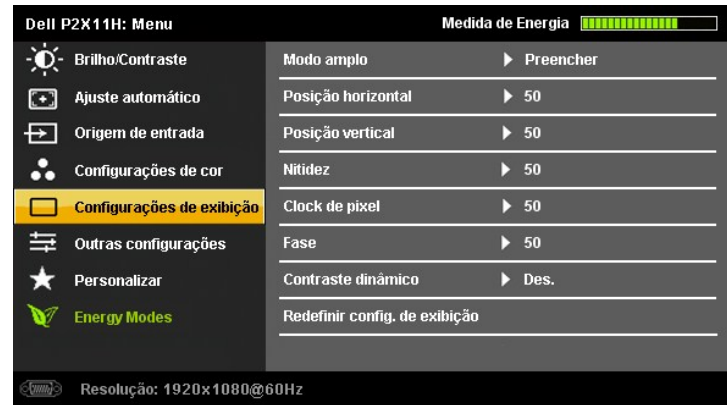 Dell P2X11H: Menu Medida de Energia
Brilho/Contraste Modo amplo Preencher
Ajuste automático Posição horizontal 50
Origem de entrada Posição vertical 50
Configurações de cor Nitidez 50
Configurações de exibição Clock de pixel 50
Outras configurações Fase 50
Personalizar Contraste dinâmico Des.
Energy Modes Redefinir config. de exibição
Resolução: 1920x1080@60Hz